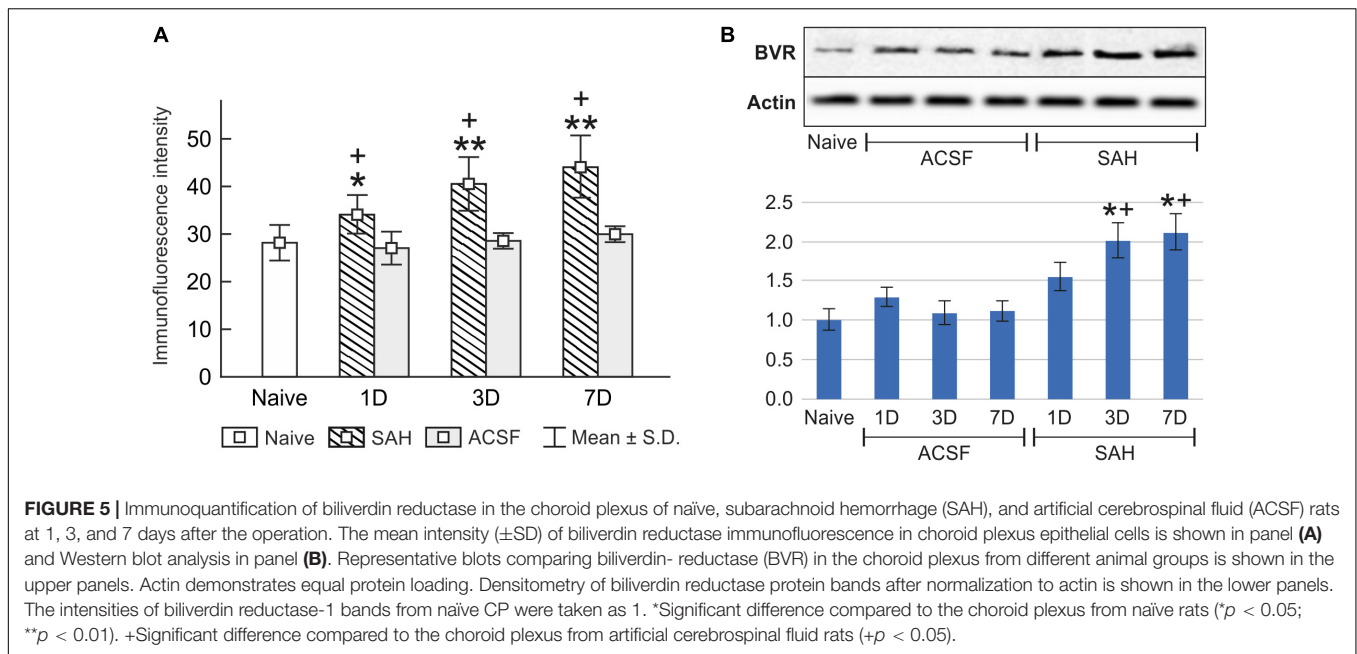 A
Immunofluorescence intensity
50
40
30
20
10
0
+
*
+
**
+
**
Naive 1D 3D 7D
Naive SAH ACSF Mean ± S.D.
B
BVR
Actin
Naive ACSF SAH
2.5
2.0
1.5
1.0
0.5
0.0
*+ *+
Naive 1D 3D 7D 1D 3D 7D
ACSF SAH
FIGURE 5 | Immunoquantification of biliverdin reductase in the choroid plexus of naïve, subarachnoid hemorrhage (SAH), and artificial cerebrospinal fluid (ACSF) rats
at 1, 3, and 7 days after the operation. The mean intensity (±SD) of biliverdin reductase immunofluorescence in choroid plexus epithelial cells is shown in panel (A)
and Western blot analysis in panel (B). Representative blots comparing biliverdin- reductase (BVR) in the choroid plexus from different animal groups is shown in the
upper panels. Actin demonstrates equal protein loading. Densitometry of biliverdin reductase protein bands after normalization to actin is shown in the lower panels.
The intensities of biliverdin reductase-1 bands from naïve CP were taken as 1. *Significant difference compared to the choroid plexus from naïve rats (*p < 0.05;
**p < 0.01). +Significant difference compared to the choroid plexus from artificial cerebrospinal fluid rats (+p < 0.05).